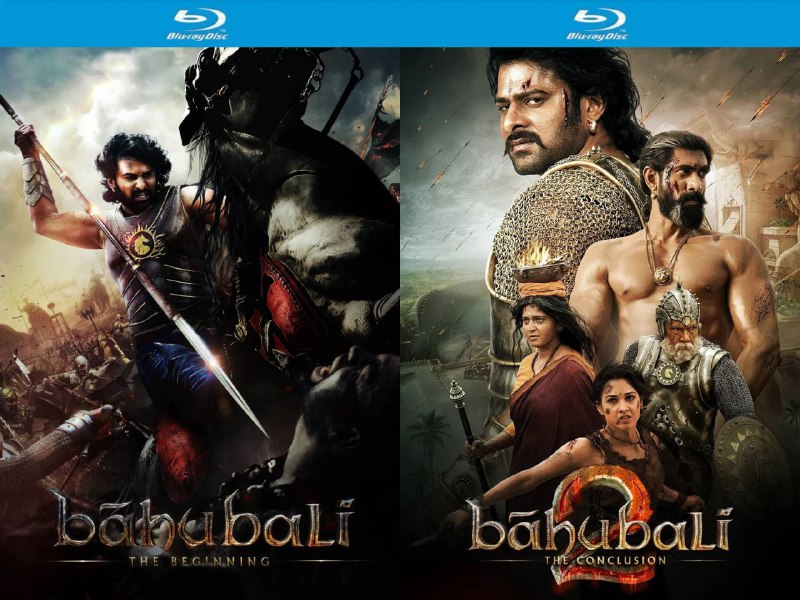 Blu-ray Disc
bāhubali
THE BEGINNING
Blu-ray Disc
bāhubali
2
THE CONCLUSION